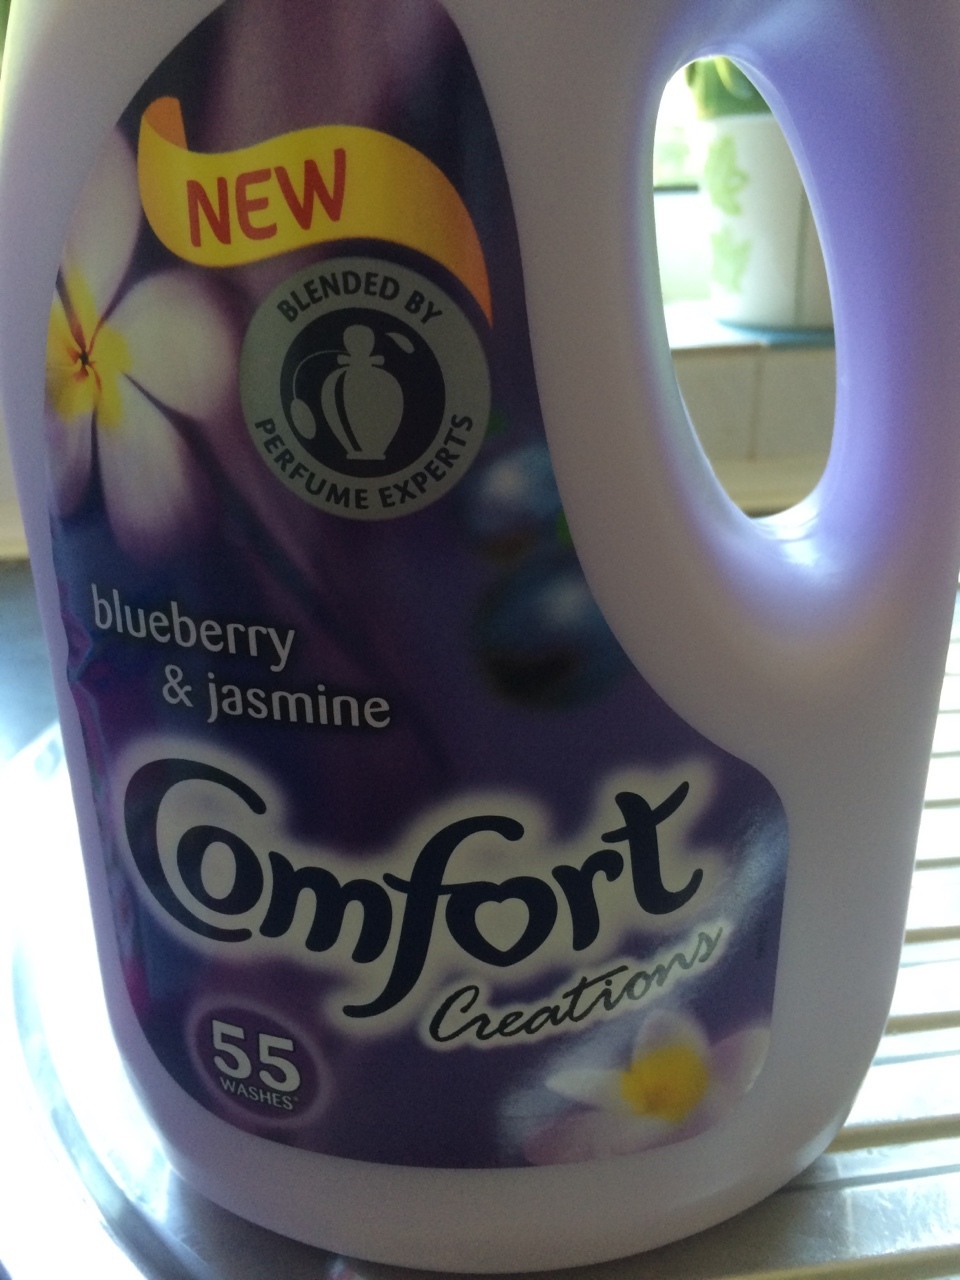 NEW
BLENDED BY
PERFUME EXPERTS
blueberry
& jasmine
Comfort
Creations
55
WASHES*